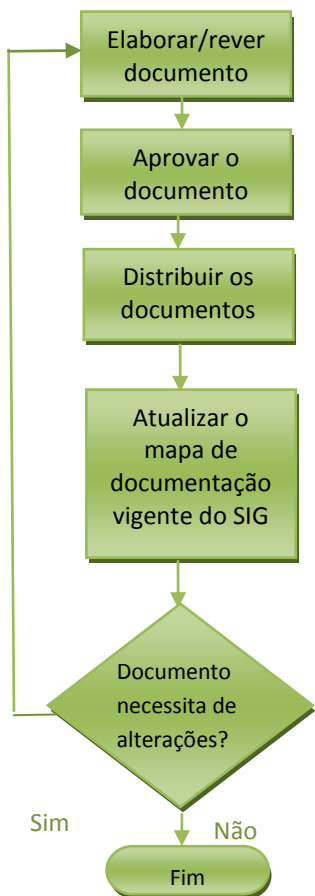 Elaborar/rever
documento
Aprovar o
documento
Distribuir os
documentos
Atualizar o
mapa de
documentação
vigente do SIG
Documento
necessita de
alterações?
Sim
Não
Fim